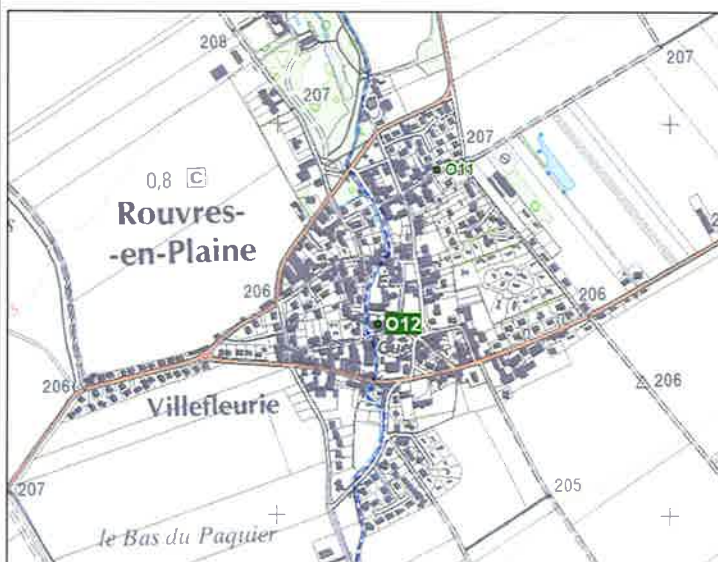 208
207
207
207
O11
0,8 C
Rouvres-
-en-Plaine
206
206
O12
206
206
Villefleurie
207
205
le Bas du Paquier